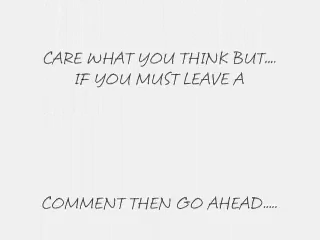 CARE WHAT YOU THINK BUT....
IF YOU MUST LEAVE A
COMMENT THEN GO AHEAD.....